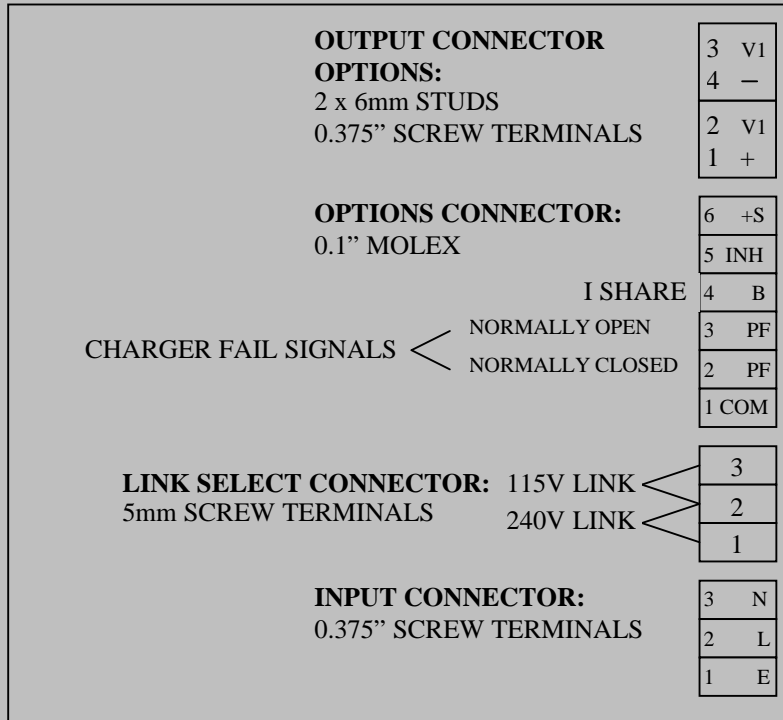 OUTPUT CONNECTOR
OPTIONS:
2 x 6mm STUDS
0.375” SCREW TERMINALS
3 V1
4 –
2 V1
1 +
OPTIONS CONNECTOR:
0.1” MOLEX
6 +S
5 INH
I SHARE 4 B
CHARGER FAIL SIGNALS
NORMALLY OPEN 3 PF
NORMALLY CLOSED 2 PF
1 COM
LINK SELECT CONNECTOR:
5mm SCREW TERMINALS
115V LINK
240V LINK
3
2
1
INPUT CONNECTOR:
0.375” SCREW TERMINALS
3 N
2 L
1 E